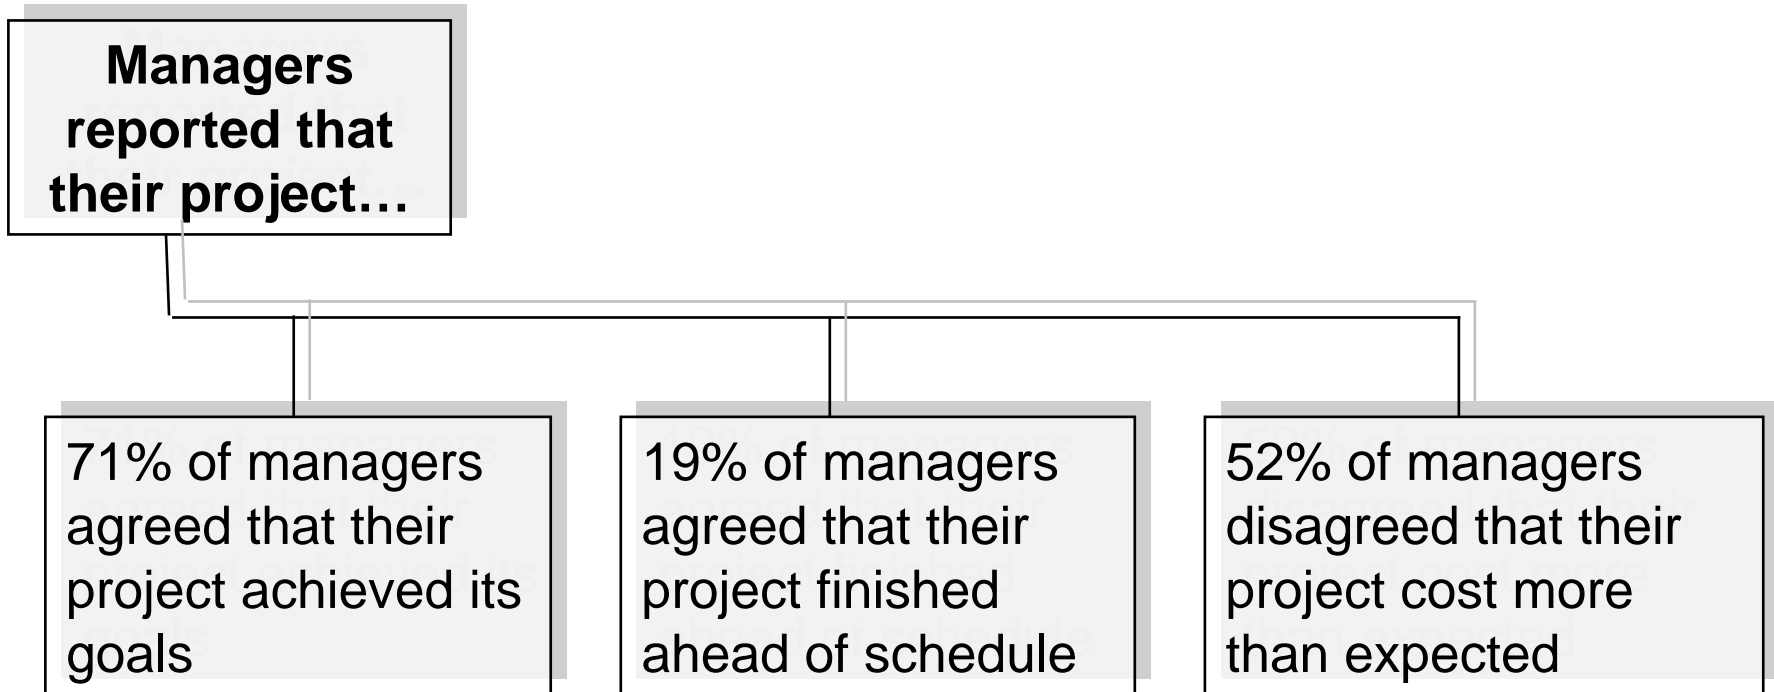 Managers
reported that
their project…
71% of managers
agreed that their
project achieved its
goals
19% of managers
agreed that their
project finished
ahead of schedule
52% of managers
disagreed that their
project cost more
than expected